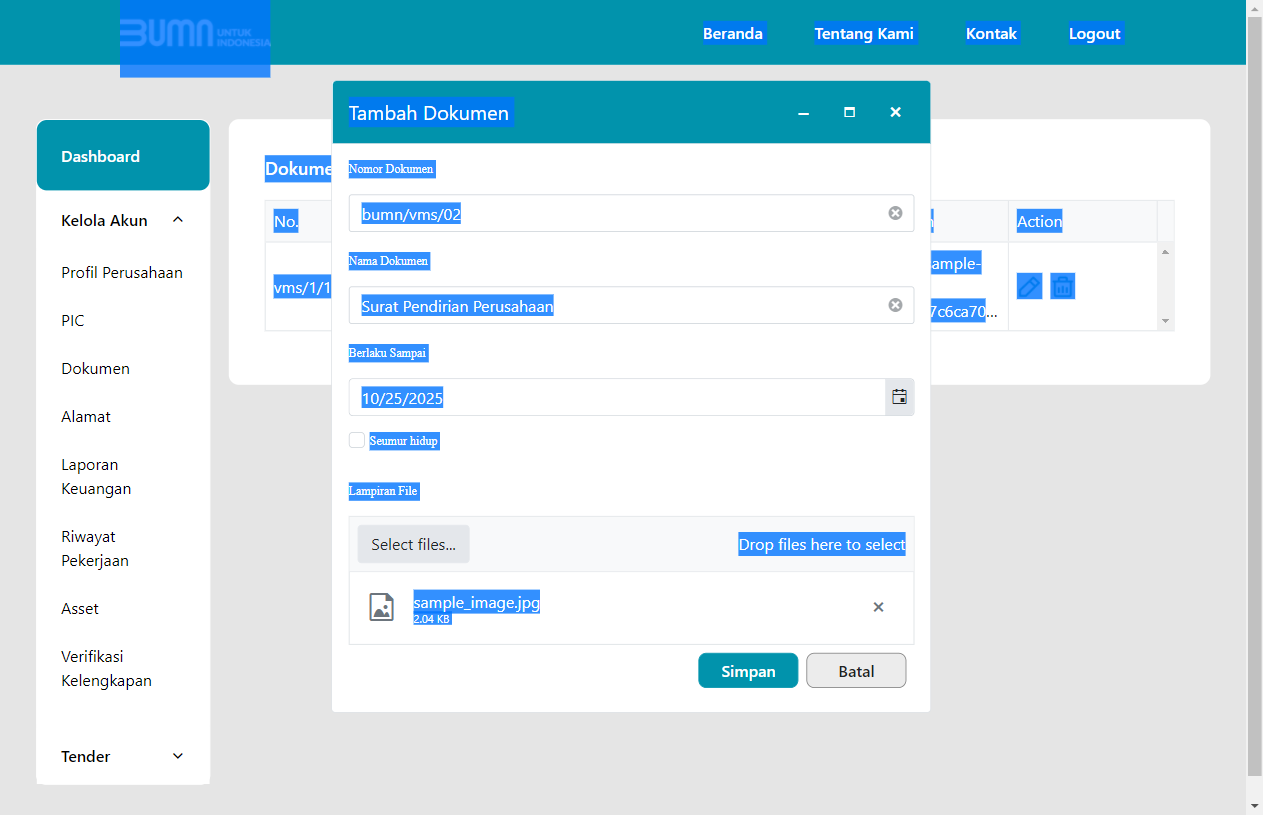 BUMN UNTUK INDONESIA
Beranda
Tentang Kami
Kontak
Logout
Tambah Dokumen
Dashboard
Kelola Akun
Profil Perusahaan
PIC
Dokumen
Alamat
Laporan
Keuangan
Riwayat
Pekerjaan
Asset
Verifikasi
Kelengkapan
Tender
No.
Action
vms/1/1
7c6ca70...
Nomor Dokumen
bumn/vms/02
Nama Dokumen
Surat Pendirian Perusahaan
Berlaku Sampai
10/25/2025
Seumur hidup
Lampiran File
Select files...
Drop files here to select
sample_image.jpg
2.04 KB
Simpan
Batal